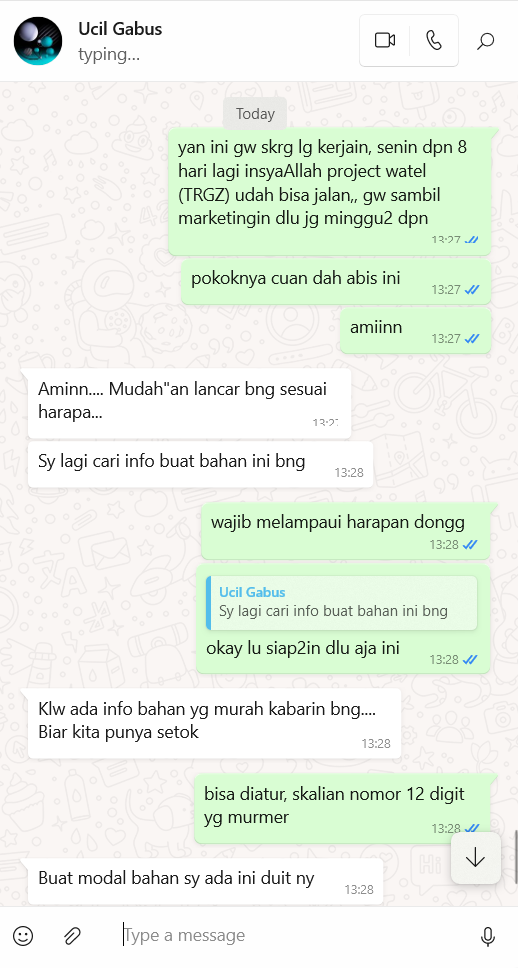 Ucil Gabus
typing...
Today
yan ini gw skrg lg kerjain, senin dpn 8
hari lagi insyaAllah project watel
(TRGZ) udah bisa jalan,, gw sambil
marketingin dlu jg minggu2 dpn
13:27
pokoknya cuan dah abis ini
13:27
amiinn
13:27
Aminn.... Mudah"an lancar bng sesuai
harapa...
13:27
Sy lagi cari info buat bahan ini bng
13:28
wajib melampaui harapan dongg
13:28
Ucil Gabus
Sy lagi cari info buat bahan ini bng
okay lu siap2in dlu aja ini
13:28
Klw ada info bahan yg murah kabarin bng....
Biar kita punya setok
13:28
bisa diatur, skalian nomor 12 digit
yg murmer
13:28
Buat modal bahan sy ada ini duit ny
13:28
Type a message